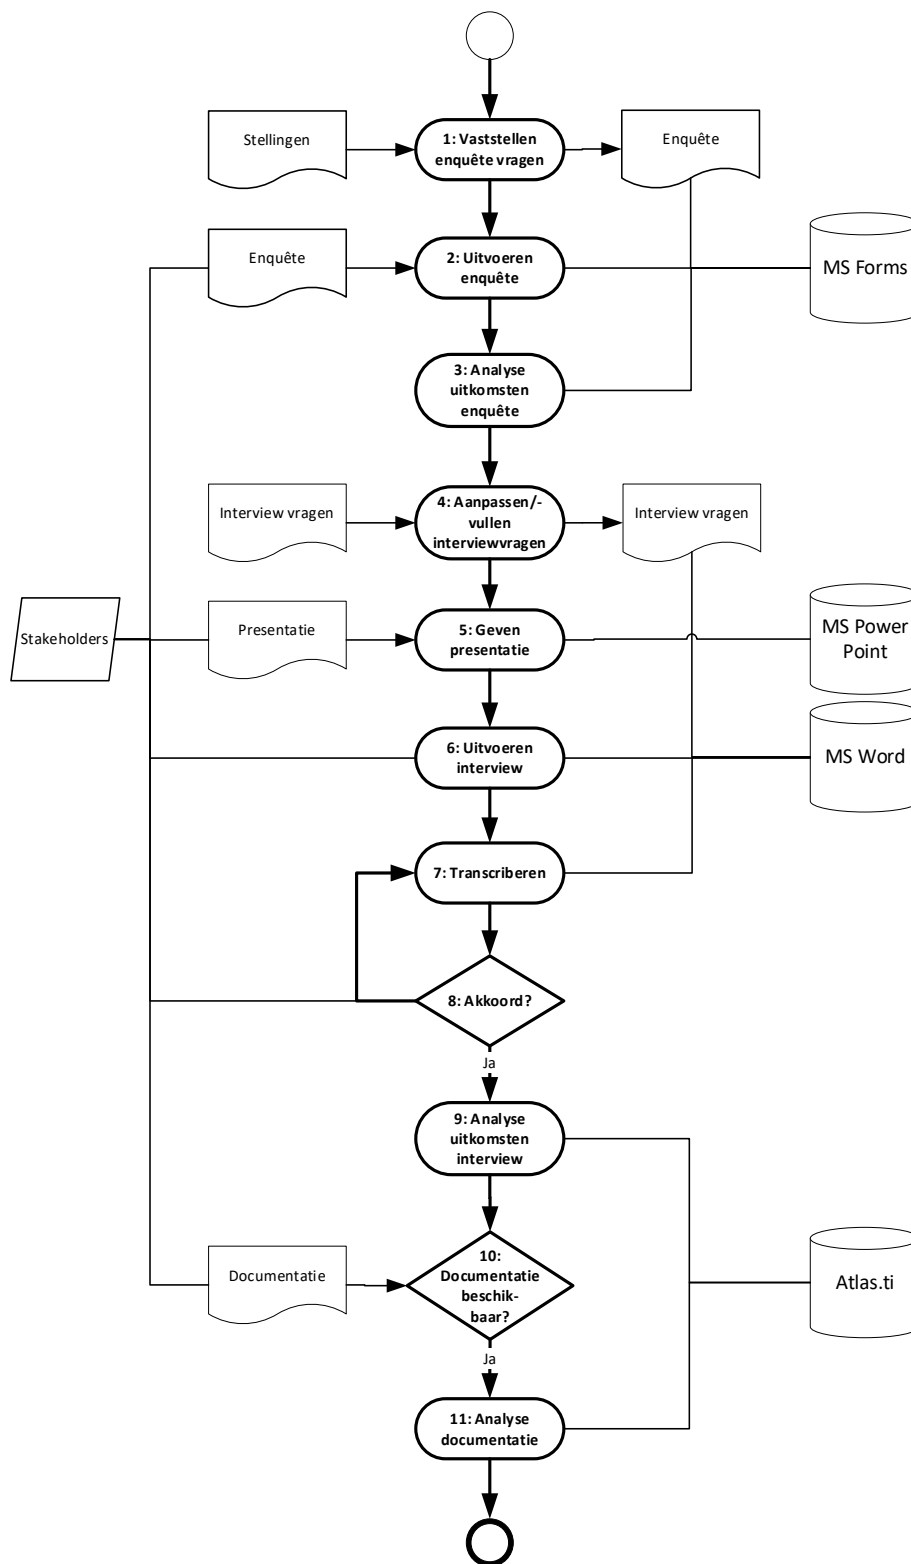 Stellingen
1: Vaststellen
enquête vragen
Enquête
Enquête
2: Uitvoeren
enquête
MS Forms
3: Analyse
uitkomsten
enquête
Interview vragen
4: Aanpassen/-
vullen
interviewvragen
Interview vragen
Stakeholders
Presentatie
5: Geven
presentatie
MS Power
Point
6: Uitvoeren
interview
MS Word
7: Transcriberen
8: Akkoord?
Ja
9: Analyse
uitkomsten
interview
Documentatie
10:
Documentatie
beschik-
baar?
Atlas.ti
Ja
11: Analyse
documentatie